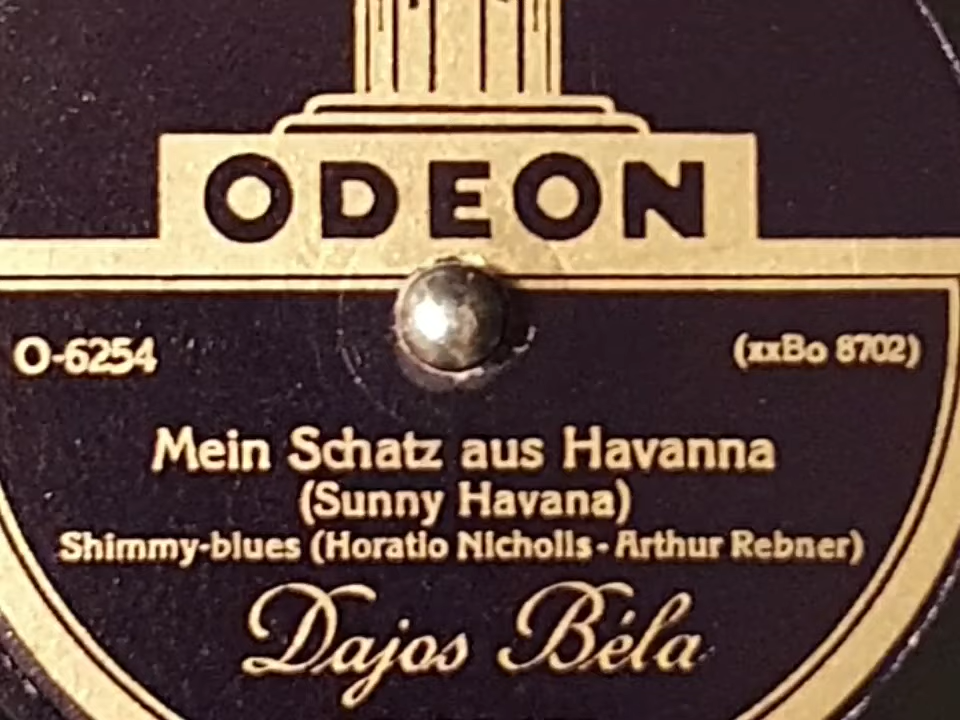 ODEON
O-6254 (xxBo 8702)
Mein Schatz aus Havanna
(Sunny Havana)
Shimmy-blues (Horatio Nicholls - Arthur Rebner)
Dajos Béla